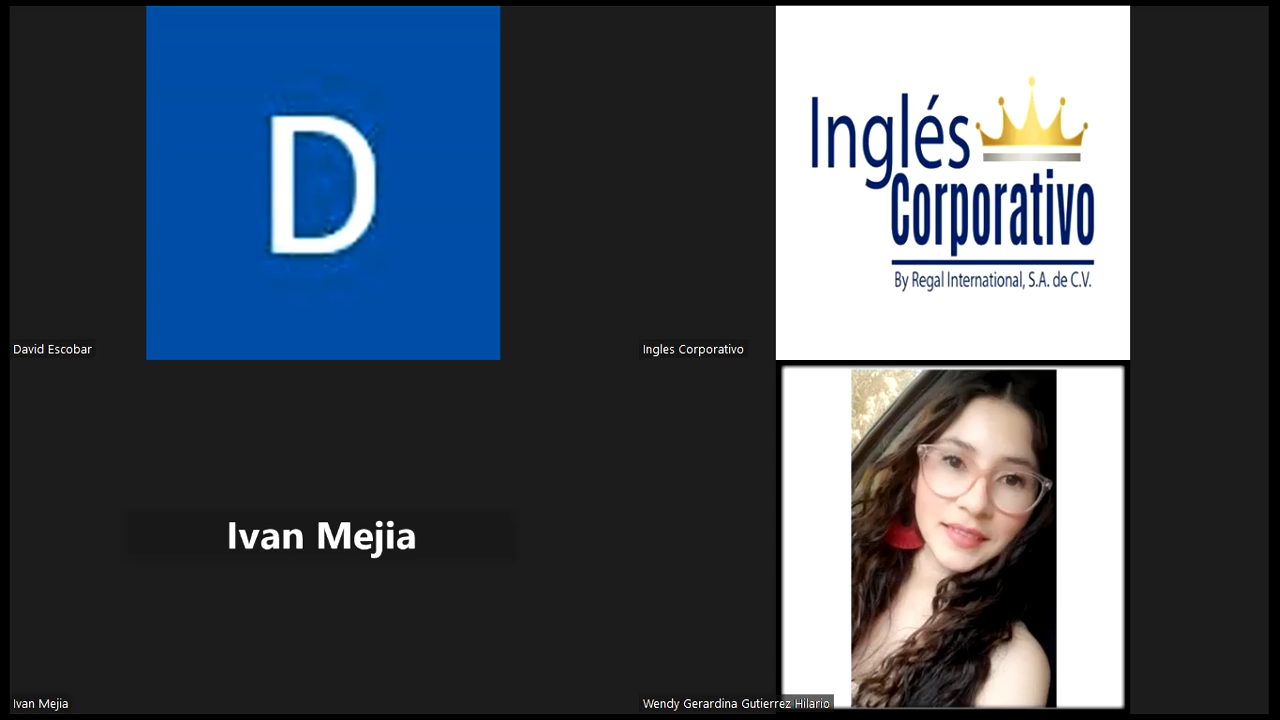 D
David Escobar
Inglés
Corporativo
By Regal International, S.A. de C.V.
Ingles Corporativo
Ivan Mejia
Ivan Mejia
Wendy Gerardina Gutierrez Hilario